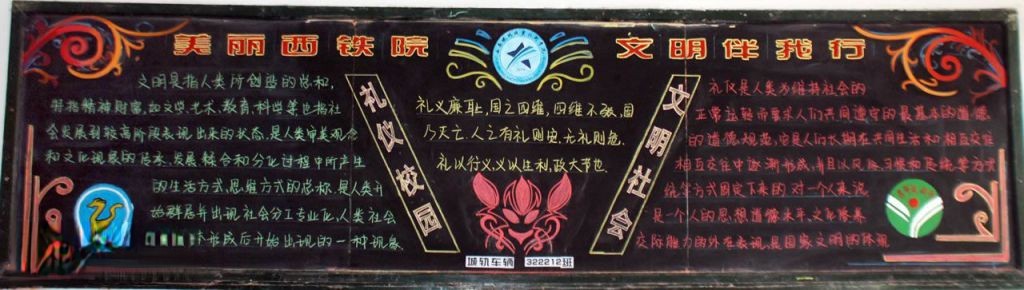 美丽西铁院
文明伴我行
文明是指人类所创造的总和,
特指精神财富,如文学、艺术、教育、科学等,也指社
会发展到较高阶段表现出来的状态,是人类审美观念
和文化现象的传承、发展、糅合和分化过程中所产生
的生活方式、思维方式的总称,是人类开
始群居并出现社会分工专业化,人类社会
形成后开始出现的一种现象
礼仪校园
礼义廉耻,国之四维,四维不张,国
乃灭亡,人之有礼则安,无礼则危.
礼以行义,义以生利,政大节也.
文明社会
礼仪是人类为维持社会的
正常运转而要求人们共同遵守的最基本的道德.
的道德规范,它是人们长期在共同生活和相互交往
相互交往中逐渐形成,并且以风俗、习惯和传统等方式
统等方式固定下来的.对一个人来说
是一个人的思想道德水平,文化修养
交际能力的外在表现,是国家文明的体现
城轨车辆 322212班